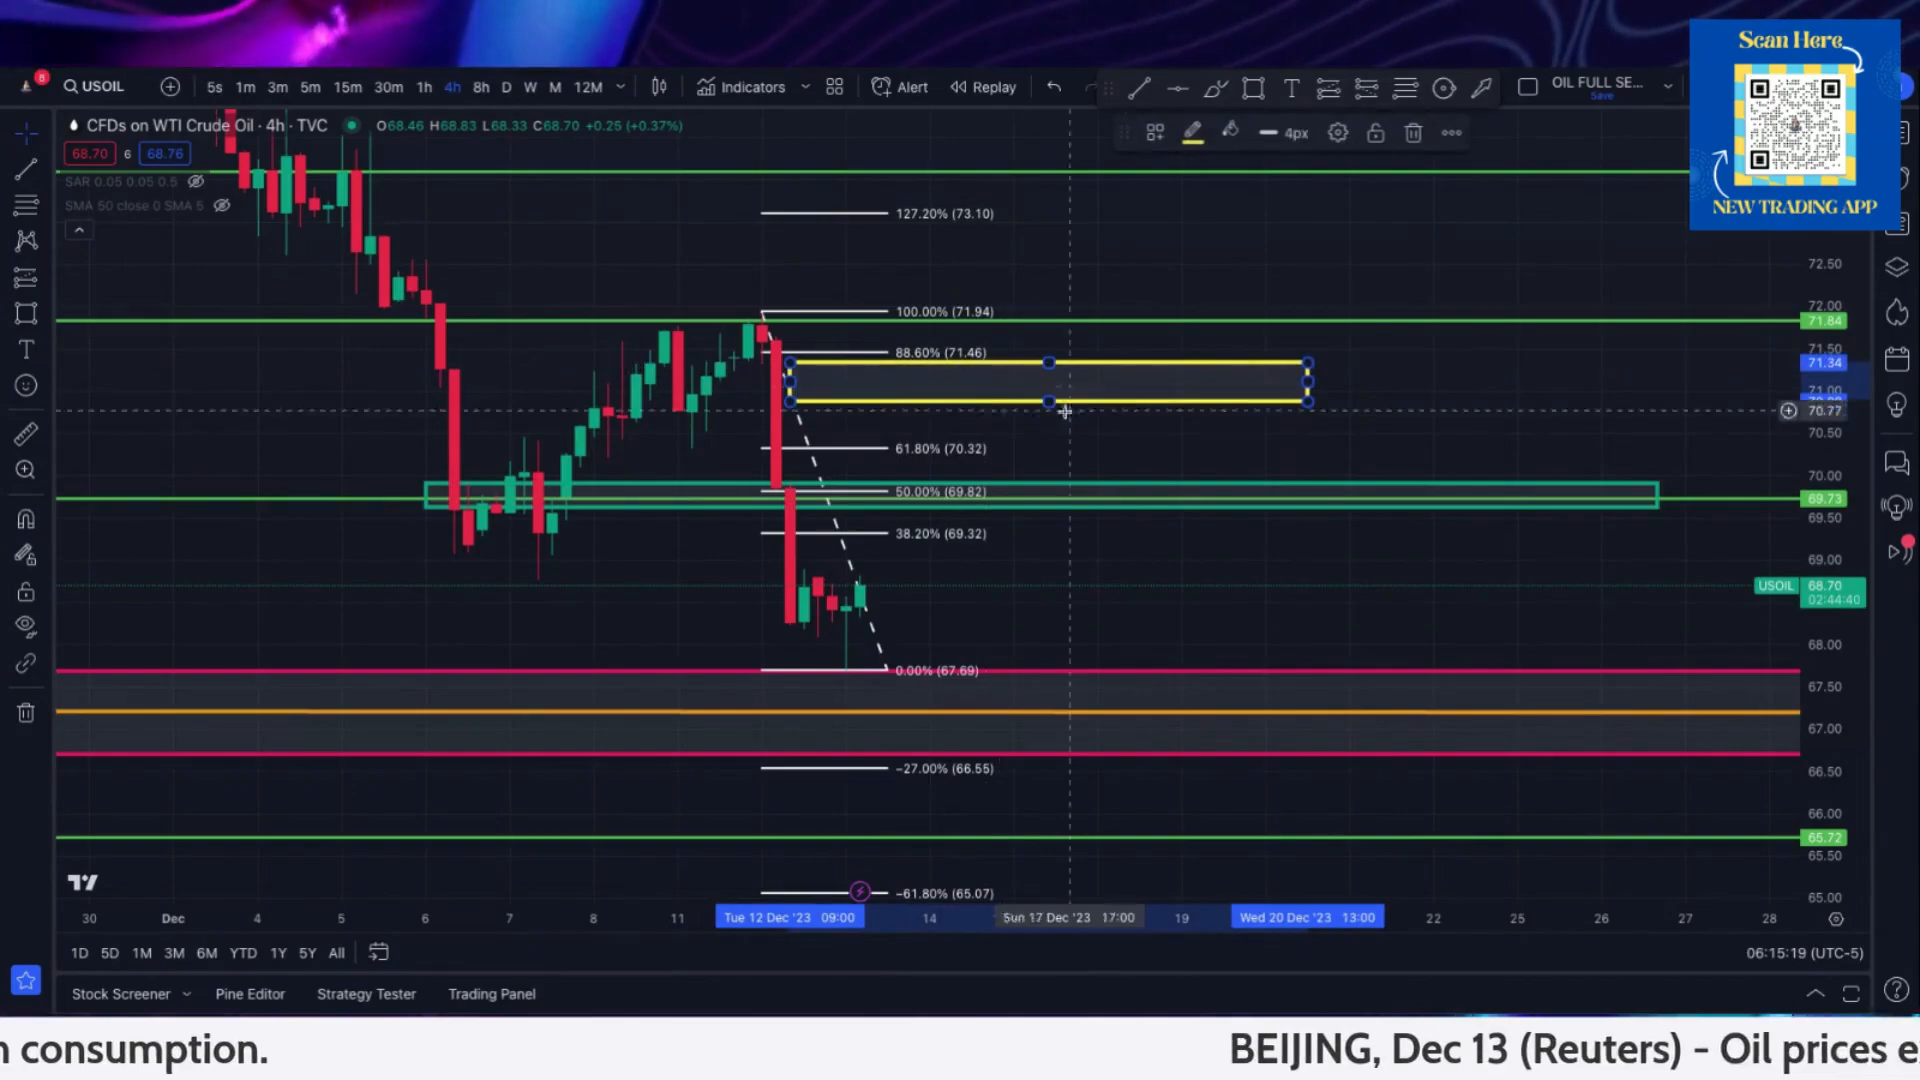 Scan Here
NEW TRADING APP
8
USOIL
5s 1m 3m 5m 15m 30m 1h 4h 8h D W M 12M
Indicators
Alert
Replay
OIL FULL SE...
Save
4px
CFDs on WTI Crude Oil · 4h · TVC
O68.46 H68.83 L68.33 C68.70 +0.25 (+0.37%)
68.70 6 68.76
SAR 0.05 0.05 0.5
SMA 50 close 0 SMA 5
127.20% (73.10)
72.50
72.00
100.00% (71.94)
71.84
88.60% (71.46)
71.50
71.34
71.00
70.77
70.50
61.80% (70.32)
70.00
50.00% (69.82)
69.73
69.50
38.20% (69.32)
69.00
USOIL 68.70
02:44:40
68.00
0.00% (67.69)
67.50
67.00
−27.00% (66.55)
66.50
66.00
65.72
65.50
−61.80% (65.07)
65.00
30 Dec 4 5 6 7 8 11 Tue 12 Dec '23 09:00 14 Sun 17 Dec '23 17:00 19 Wed 20 Dec '23 13:00 22 25 26 27 28
1D 5D 1M 3M 6M YTD 1Y 5Y All
06:15:19 (UTC-5)
Stock Screener Pine Editor Strategy Tester Trading Panel
n consumption. BEIJING, Dec 13 (Reuters) - Oil prices e